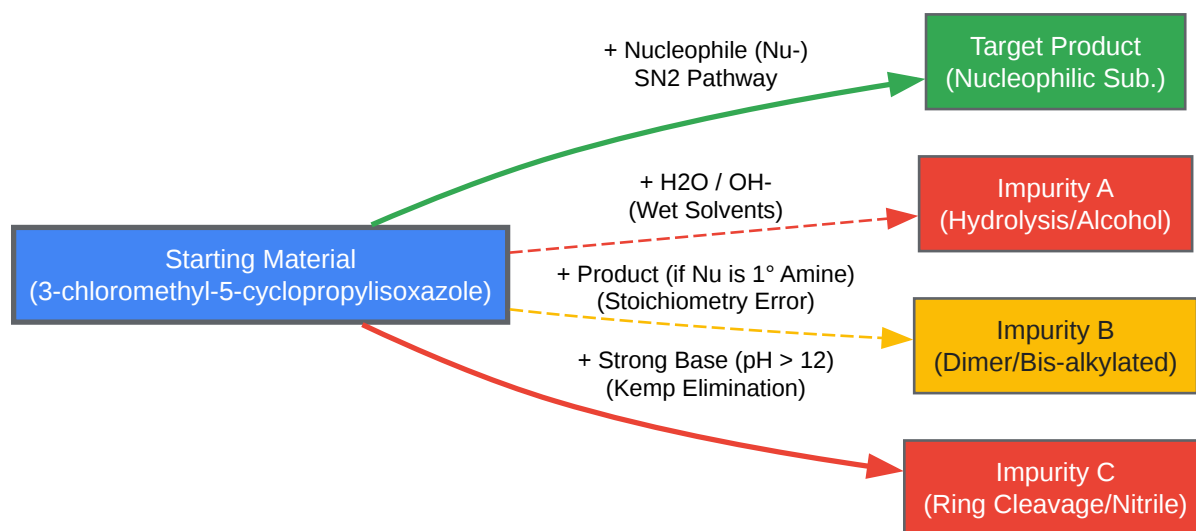 + Nucleophile (Nu-)
SN2 Pathway
Target Product
(Nucleophilic Sub.)
+ H2O / OH-
(Wet Solvents)
Impurity A
(Hydrolysis/Alcohol)
Starting Material
(3-chloromethyl-5-cyclopropylisoxazole)
+ Product (if Nu is 1° Amine)
(Stoichiometry Error)
Impurity B
(Dimer/Bis-alkylated)
+ Strong Base (pH > 12)
(Kemp Elimination)
Impurity C
(Ring Cleavage/Nitrile)